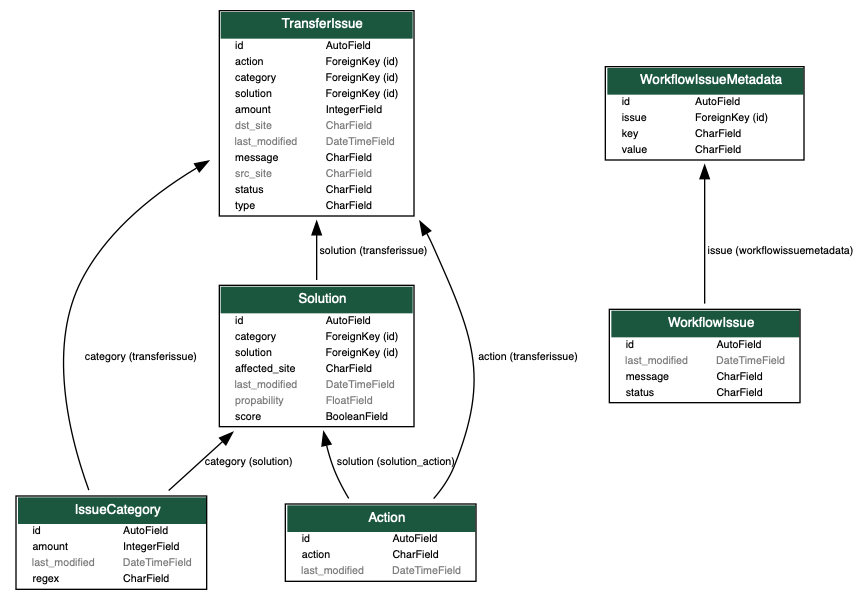 TransferIssue
id AutoField
action ForeignKey (id)
category ForeignKey (id)
solution ForeignKey (id)
amount IntegerField
dst_site CharField
last_modified DateTimeField
message CharField
src_site CharField
status CharField
type CharField
WorkflowIssueMetadata
id AutoField
issue ForeignKey (id)
key CharField
value CharField
solution (transferissue)
issue (workflowissuemetadata)
Solution
id AutoField
category ForeignKey (id)
solution ForeignKey (id)
affected_site CharField
last_modified DateTimeField
propability FloatField
score BooleanField
WorkflowIssue
id AutoField
last_modified DateTimeField
message CharField
status CharField
category (transferissue)
action (transferissue)
category (solution)
solution (solution_action)
IssueCategory
id AutoField
amount IntegerField
last_modified DateTimeField
regex CharField
Action
id AutoField
action CharField
last_modified DateTimeField